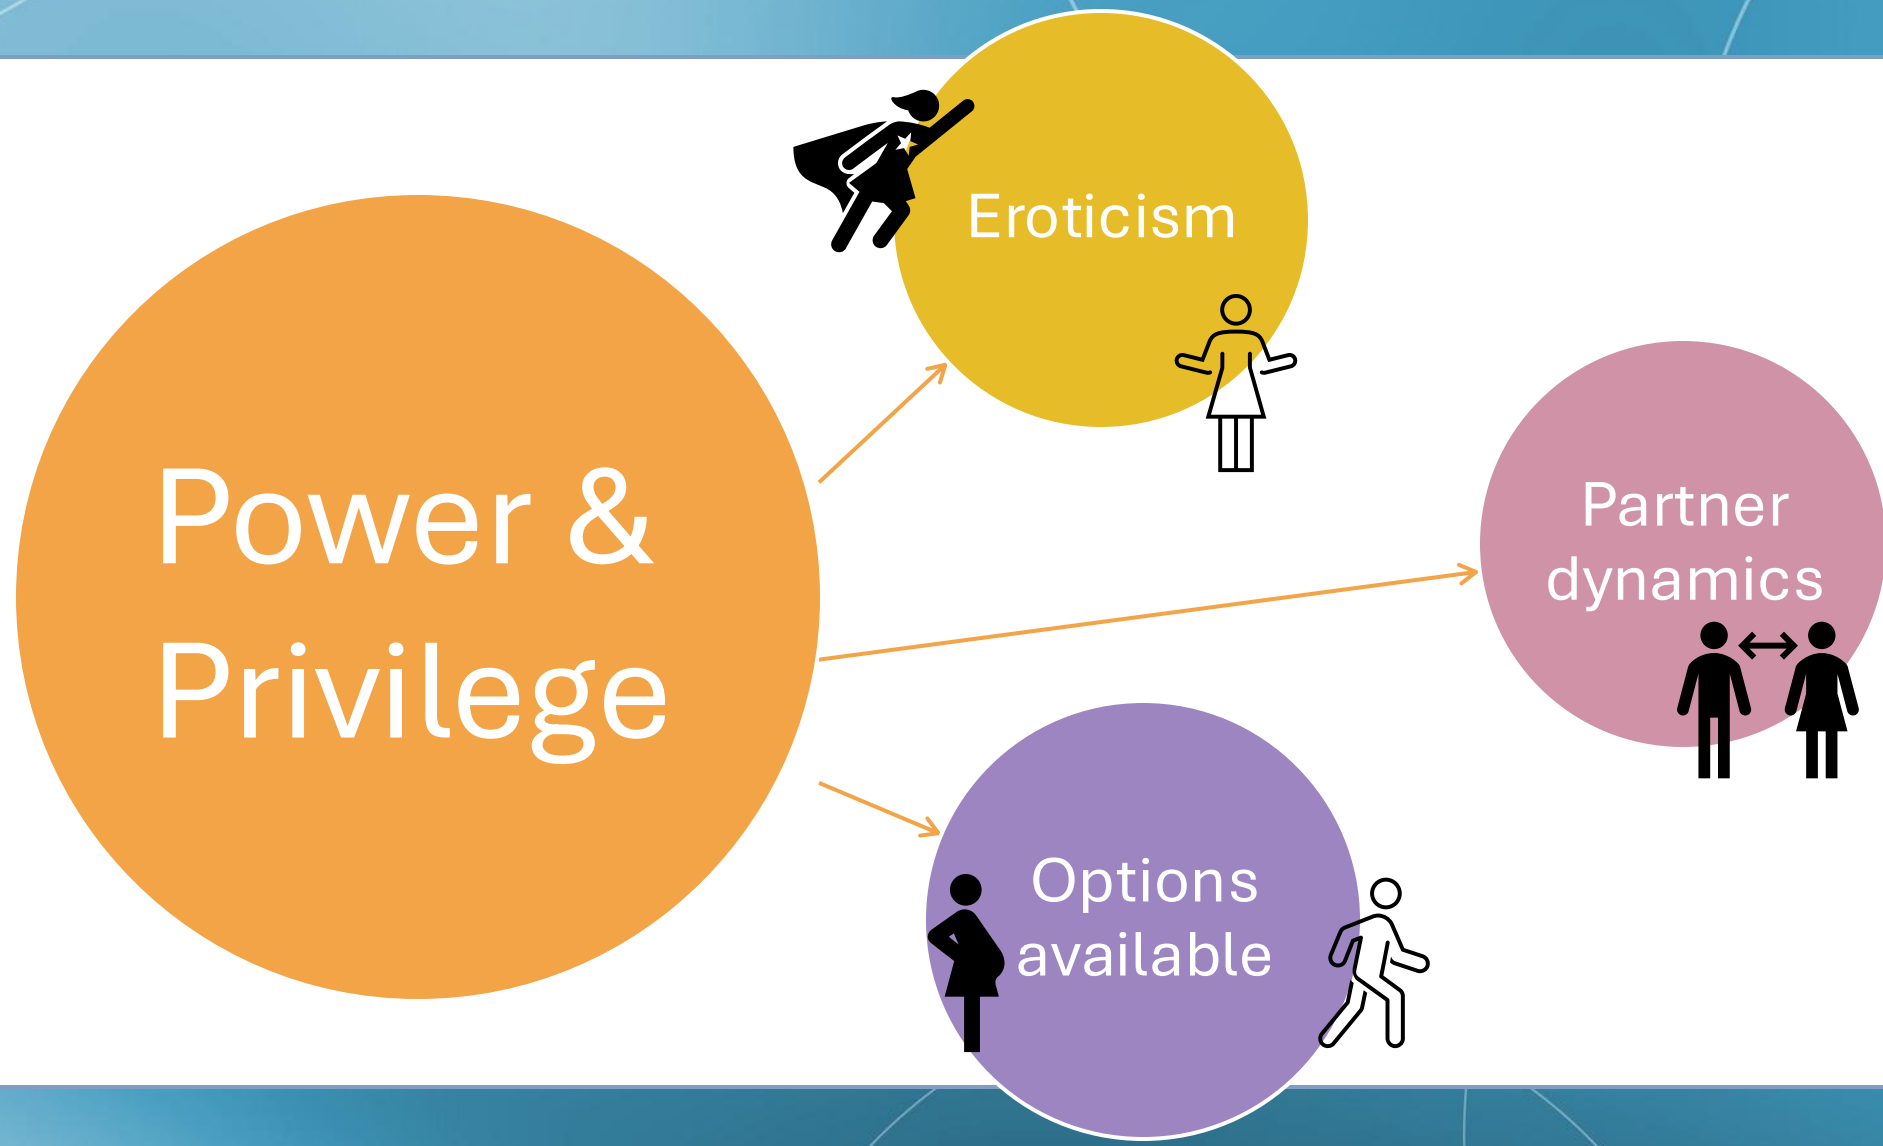 Power &
Privilege
Eroticism
Partner
dynamics
Options
available